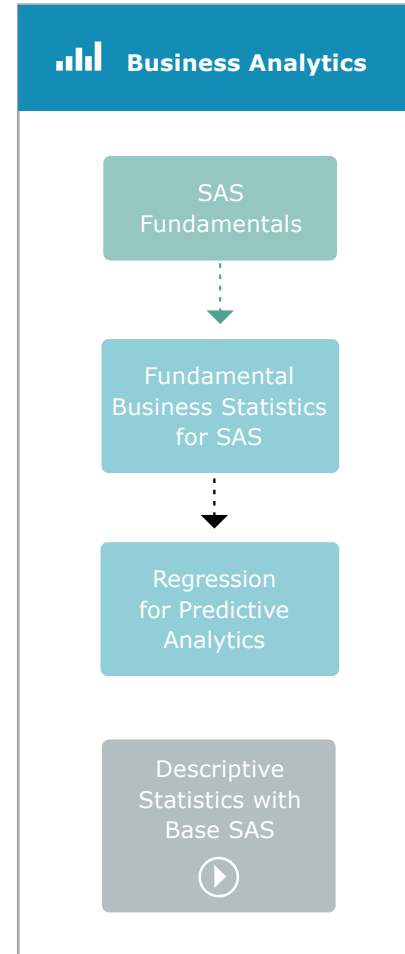 Business Analytics
SAS
Fundamentals
Fundamental
Business Statistics
for SAS
Regression
for Predictive
Analytics
Descriptive
Statistics with
Base SAS